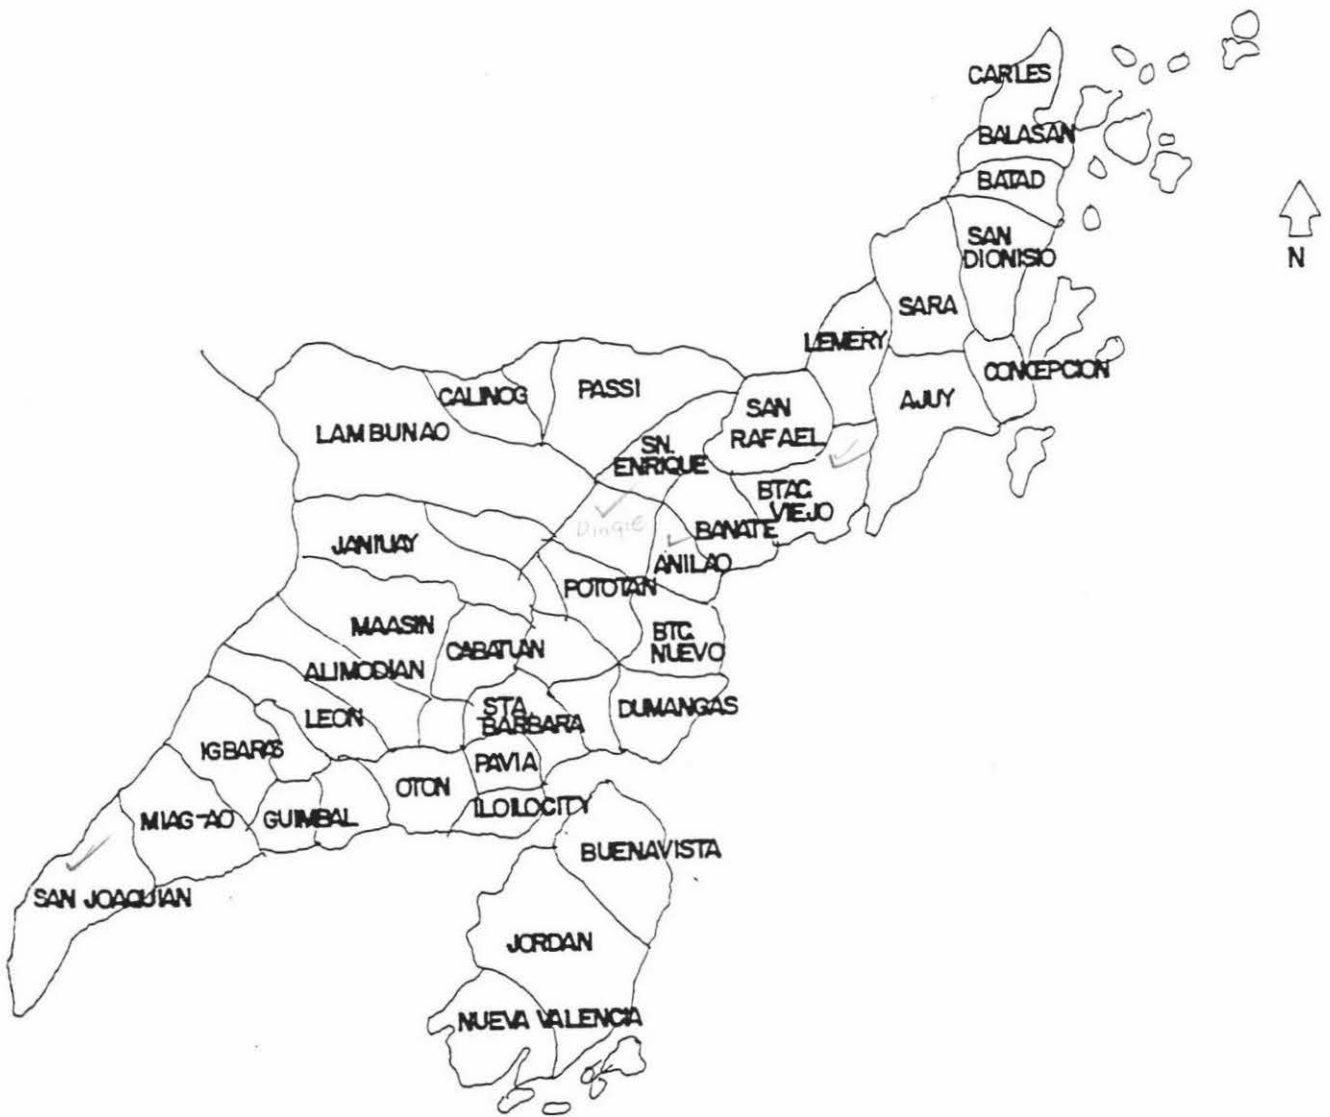 CARLES
BALASAN
BATAD
SAN
DIONISIO
N
SARA
LEMERY
CONCEPCION
AJUY
CALINOG
PASSI
LAMBUNAO
SAN
RAFAEL
SN.
ENRIQUE
BTAC.
VIEJO
Dingle
BANATE
JANIUAY
ANILAO
POTOTAN
MAASIN
CABATUAN
BTC.
NUEVO
ALIMODIAN
LEON
STA.
BARBARA
DUMANGAS
IGBARAS
PAVIA
OTON
ILOILOCITY
MIAG-AO
GUIMBAL
BUENAVISTA
SAN JOAQUIAN
JORDAN
NUEVA VALENCIA